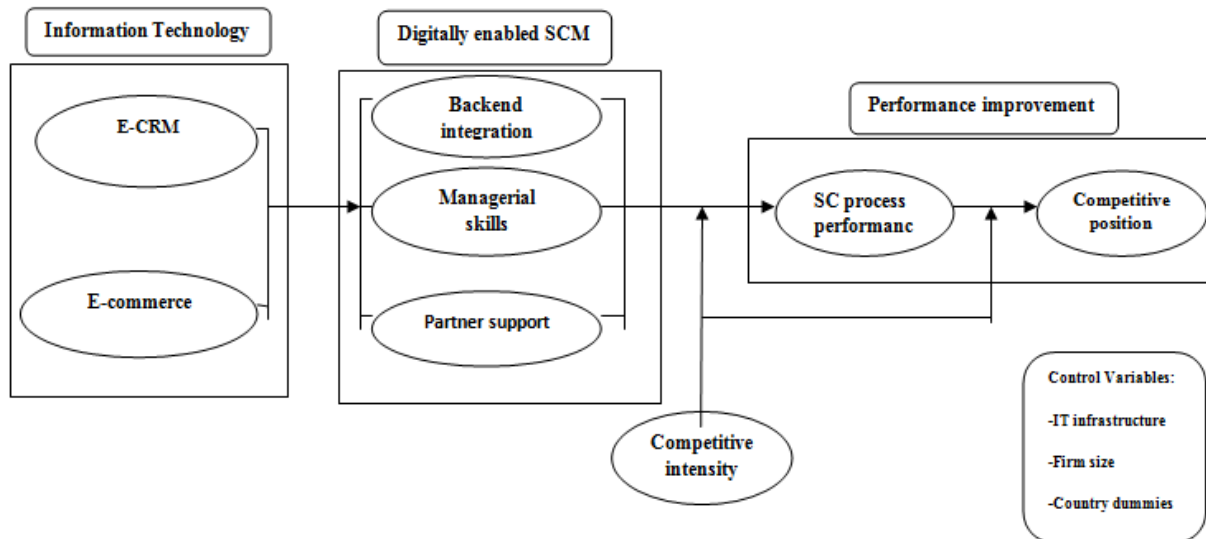 Information Technology
Digitally enabled SCM
Performance improvement
E-CRM
E-commerce
Backend
integration
Managerial
skills
Partner support
SC process
performanc
Competitive
position
Competitive
intensity
Control Variables:
-IT infrastructure
-Firm size
-Country dummies